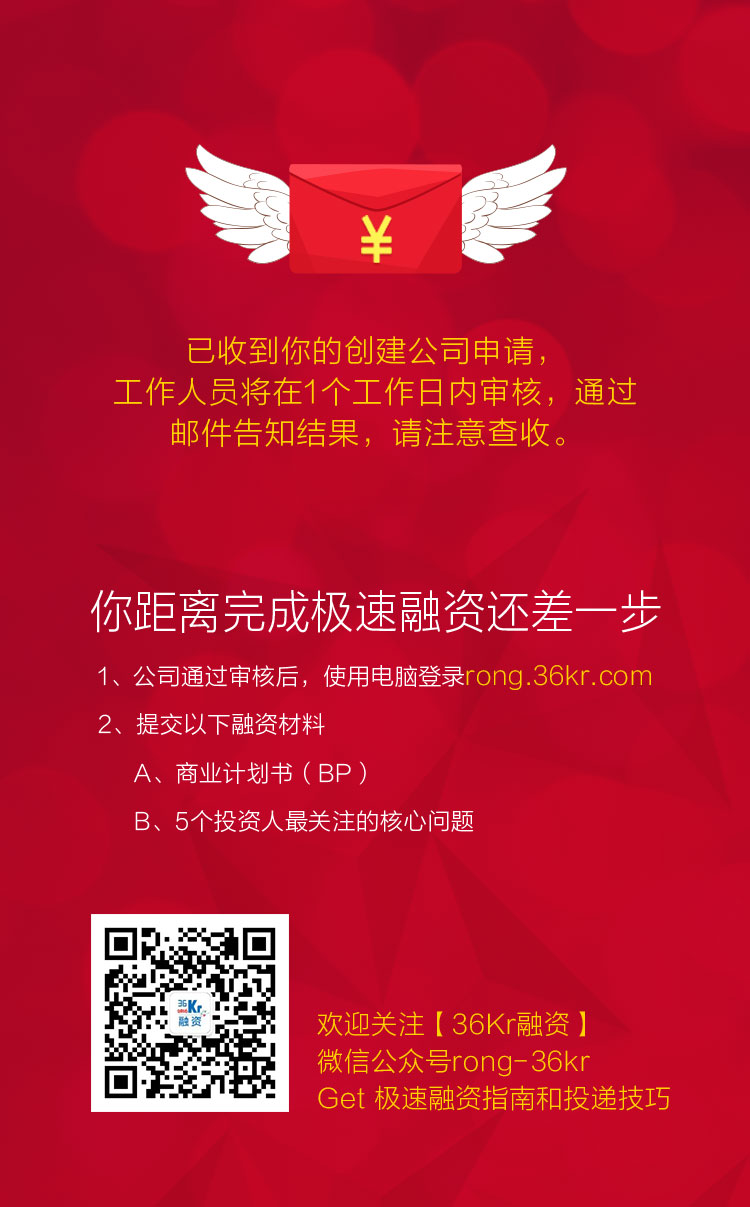 ¥
已收到你的创建公司申请，
工作人员将在1个工作日内审核，通过
邮件告知结果，请注意查收。
你距离完成极速融资还差一步
1、公司通过审核后，使用电脑登录rong.36kr.com
2、提交以下融资材料
A、商业计划书（BP）
B、5个投资人最关注的核心问题
36Kr
融资
欢迎关注【36Kr融资】
微信公众号rong-36kr
Get 极速融资指南和投递技巧